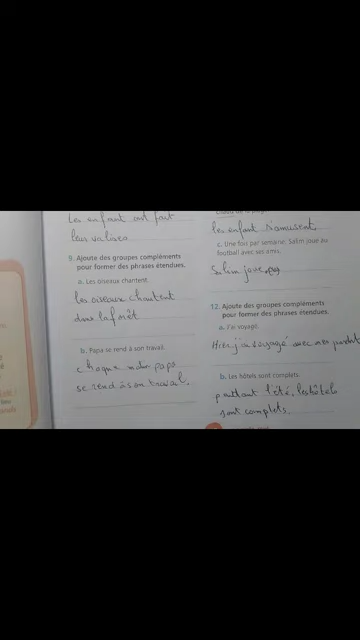 Les enfant ont fait
leur valises
9. Ajoute des groupes compléments
pour former des phrases étendues.
a. Les oiseaux chantent.
les oiseaux chantent
dans la forêt
b. Papa se rend à son travail.
chaque matin papa
se rend à son travail.
les enfant s'amusent
c. Une fois par semaine, Salim joue au
football avec ses amis.
Salim joue
12. Ajoute des groupes compléments
pour former des phrases étendues.
a. J'ai voyagé.
Hier j'ai voyagé avec mes
b. Les hôtels sont complets.
pendant l'été, les hôtels
sont complets